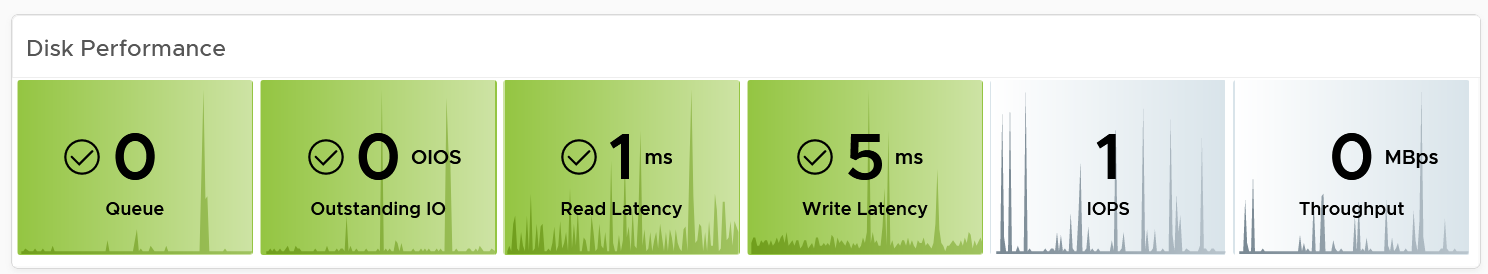 Disk Performance
0
Queue
0 OIOS
Outstanding IO
1 ms
Read Latency
5 ms
Write Latency
1
IOPS
0 MBps
Throughput